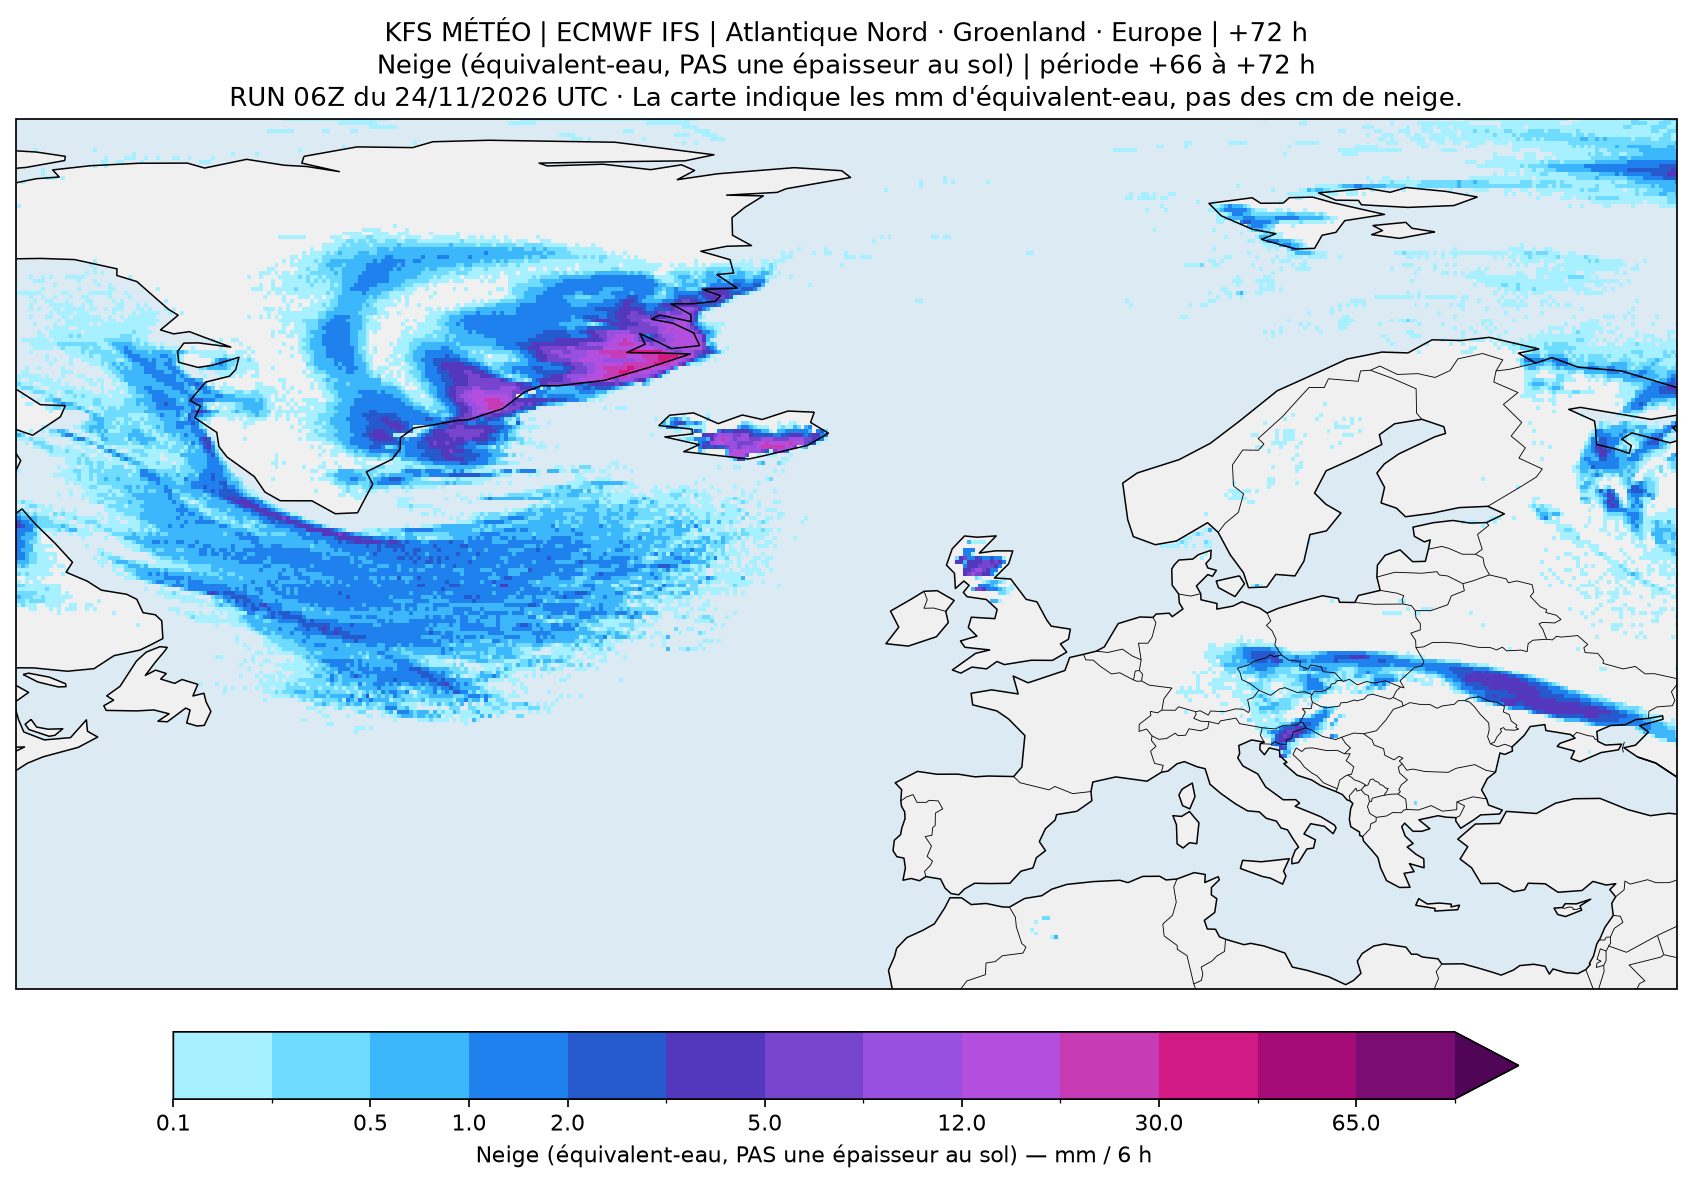 KFS MÉTÉO | ECMWF IFS | Atlantique Nord · Groenland · Europe | +72 h
Neige (équivalent-eau, PAS une épaisseur au sol) | période +66 à +72 h
RUN 06Z du 24/11/2026 UTC · La carte indique les mm d'équivalent-eau, pas des cm de neige.
0.1 0.5 1.0 2.0 5.0 12.0 30.0 65.0
Neige (équivalent-eau, PAS une épaisseur au sol) — mm / 6 h